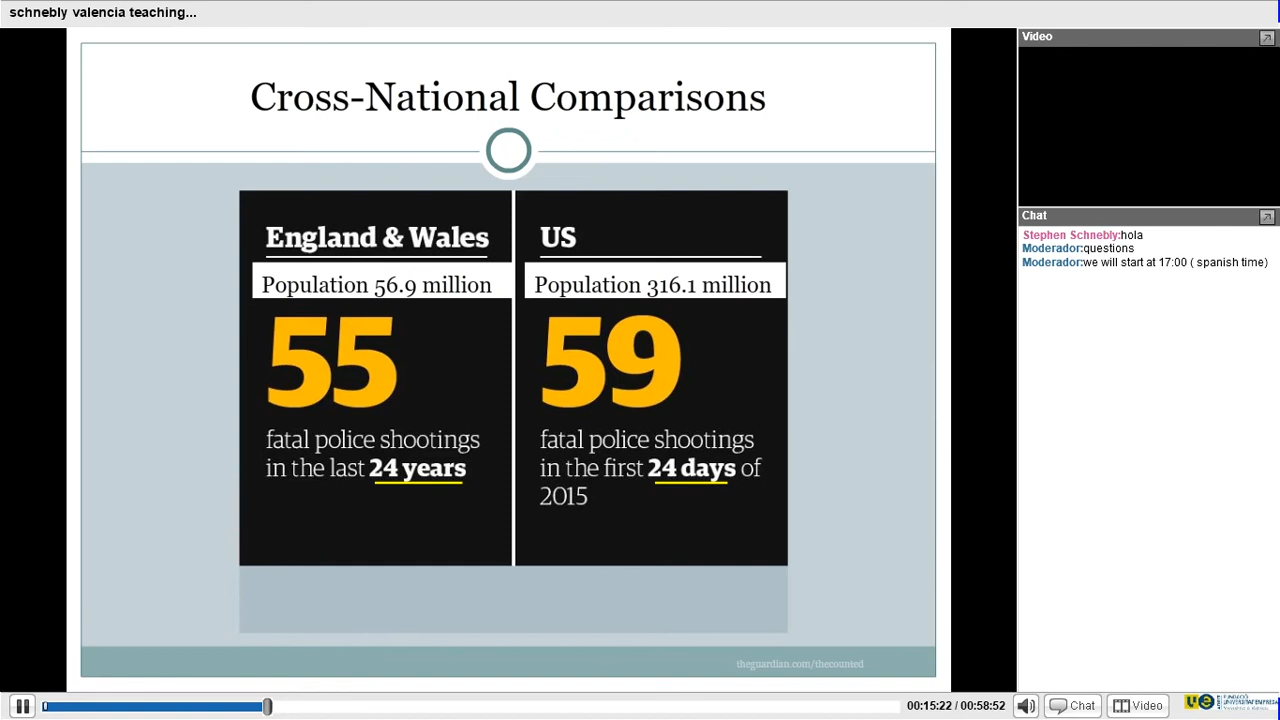 schnebly valencia teaching...
Cross-National Comparisons
England & Wales
Population 56.9 million
55
fatal police shootings
in the last 24 years
US
Population 316.1 million
59
fatal police shootings
in the first 24 days of
2015
theguardian.com/thecounted
Video
Chat
Stephen Schnebly:hola
Moderador:questions
Moderador:we will start at 17:00 ( spanish time)
00:15:22 / 00:58:52
Chat
Video